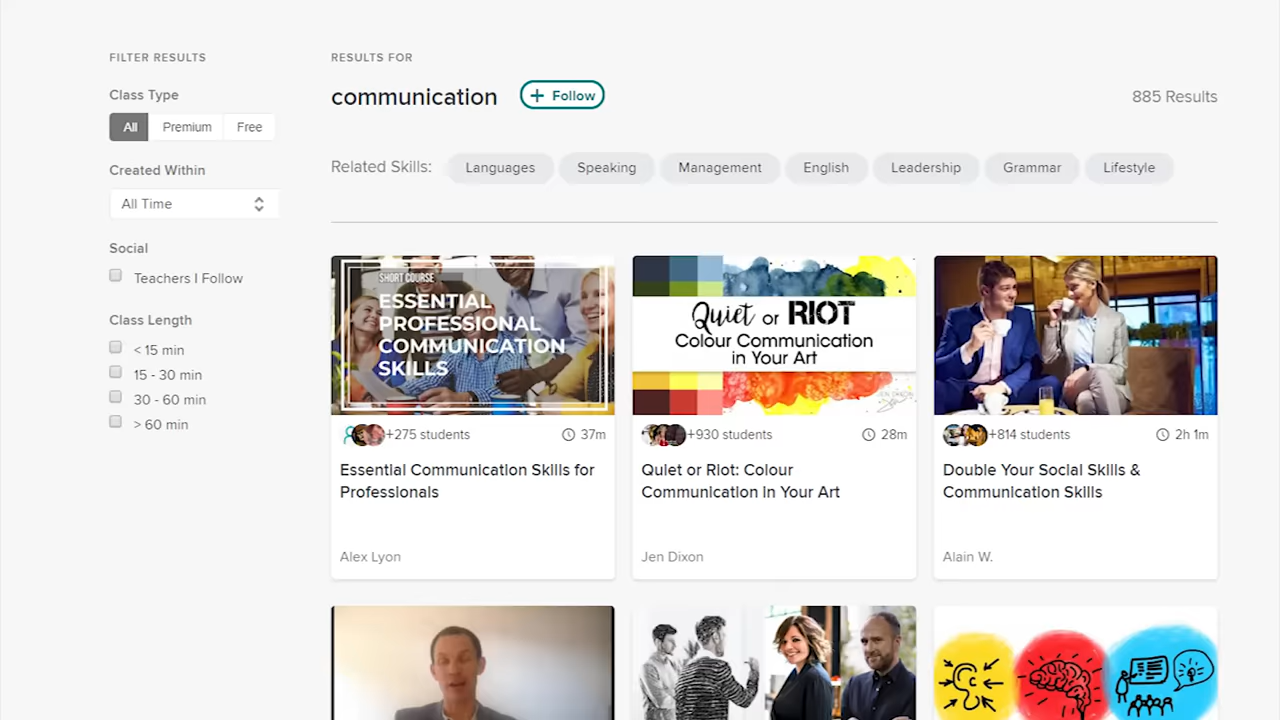 FILTER RESULTS
Class Type
All
Premium
Free
Created Within
All Time
Social
Teachers I Follow
Class Length
< 15 min
15 - 30 min
30 - 60 min
> 60 min
RESULTS FOR
communication
+ Follow
885 Results
Related Skills:
Languages
Speaking
Management
English
Leadership
Grammar
Lifestyle
SHORT COURSE
ESSENTIAL
PROFESSIONAL
COMMUNICATION
SKILLS
+275 students
37m
Essential Communication Skills for
Professionals
Alex Lyon
Quiet or RIOT
Colour Communication
in Your Art
JEN DIXON
+930 students
28m
Quiet or Riot: Colour
Communication in Your Art
Jen Dixon
+814 students
2h 1m
Double Your Social Skills &
Communication Skills
Alain W.